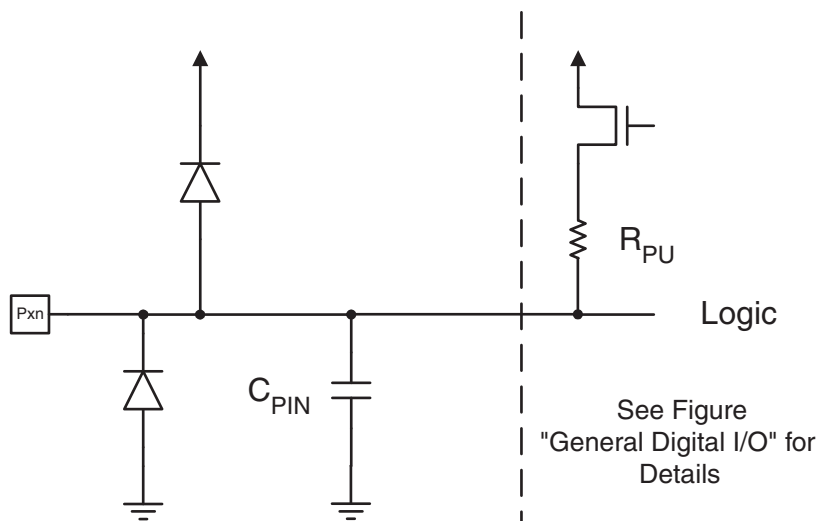 R_PU
Pxn
Logic
C_PIN
See Figure
"General Digital I/O" for
Details